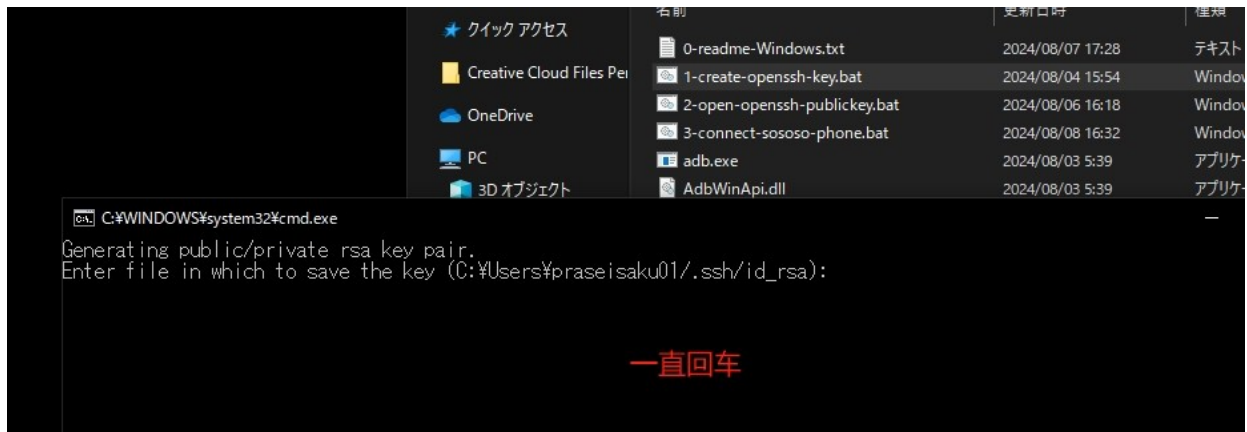 名前 更新日時 種類
クイック アクセス
0-readme-Windows.txt 2024/08/07 17:28 テキスト
Creative Cloud Files Per
1-create-openssh-key.bat 2024/08/04 15:54 Window
2-open-openssh-publickey.bat 2024/08/06 16:18 Window
OneDrive
3-connect-sososo-phone.bat 2024/08/08 16:32 Window
PC
adb.exe 2024/08/03 5:39 アプリケー
3D オブジェクト
AdbWinApi.dll 2024/08/03 5:39 アプリケー
C:¥WINDOWS¥system32¥cmd.exe
Generating public/private rsa key pair.
Enter file in which to save the key (C:¥Users¥praseisaku01/.ssh/id_rsa):
一直回车